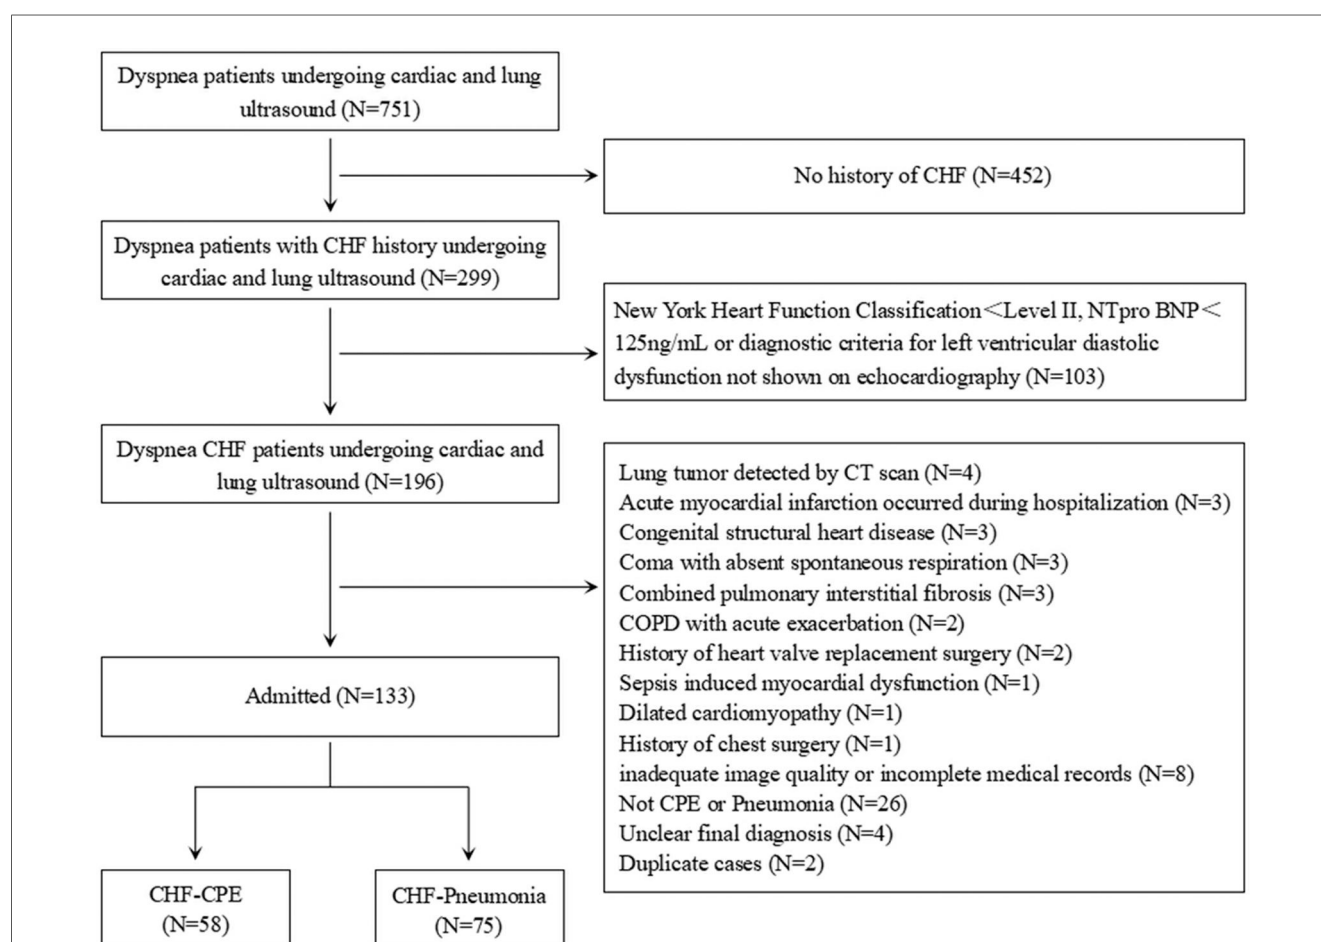 Dyspnea patients undergoing cardiac and lung
ultrasound (N=751)
No history of CHF (N=452)
Dyspnea patients with CHF history undergoing
cardiac and lung ultrasound (N=299)
New York Heart Function Classification<Level II, NTpro BNP<
125ng/mL or diagnostic criteria for left ventricular diastolic
dysfunction not shown on echocardiography (N=103)
Dyspnea CHF patients undergoing cardiac and
lung ultrasound (N=196)
Lung tumor detected by CT scan (N=4)
Acute myocardial infarction occurred during hospitalization (N=3)
Congenital structural heart disease (N=3)
Coma with absent spontaneous respiration (N=3)
Combined pulmonary interstitial fibrosis (N=3)
COPD with acute exacerbation (N=2)
History of heart valve replacement surgery (N=2)
Sepsis induced myocardial dysfunction (N=1)
Dilated cardiomyopathy (N=1)
History of chest surgery (N=1)
inadequate image quality or incomplete medical records (N=8)
Not CPE or Pneumonia (N=26)
Unclear final diagnosis (N=4)
Duplicate cases (N=2)
Admitted (N=133)
CHF-CPE
(N=58)
CHF-Pneumonia
(N=75)